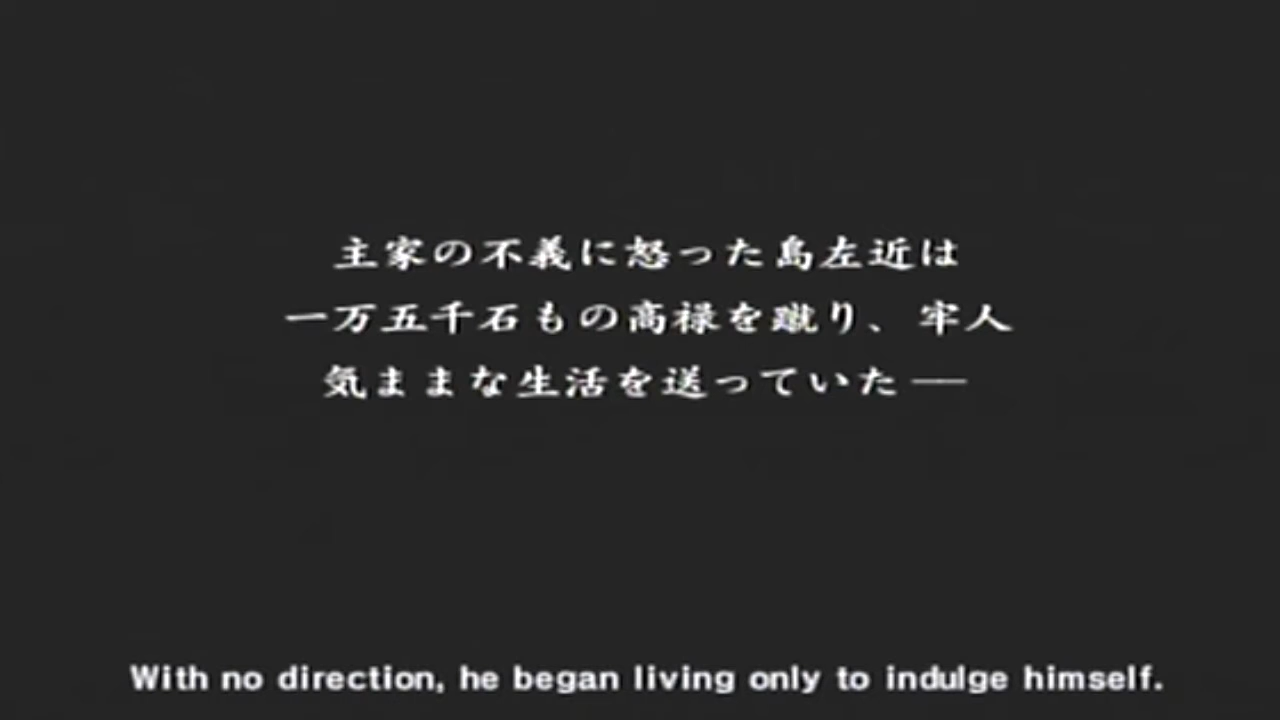 主家の不義に怒った島左近は
一万五千石もの高禄を蹴り、牢人
気ままな生活を送っていた―
With no direction, he began living only to indulge himself.